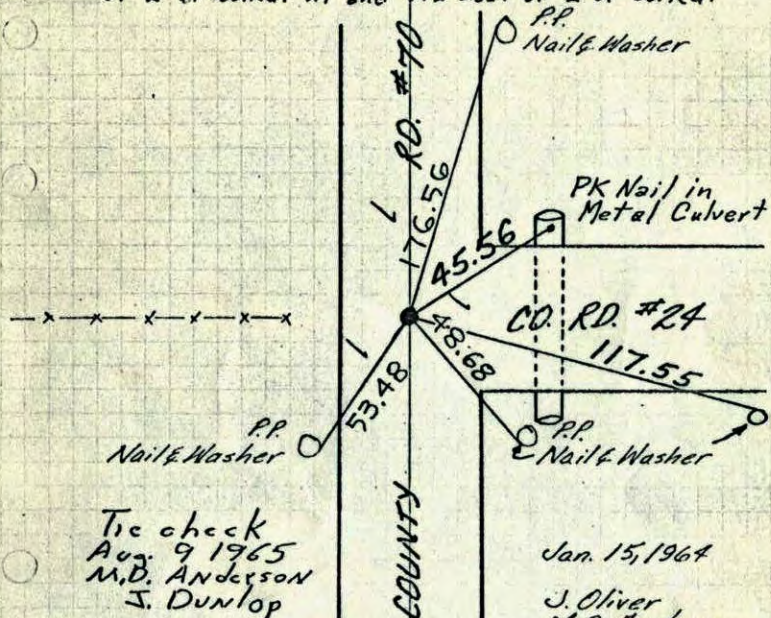 P.P.
Nail & Washer
COUNTY RD. #70
176.56
PK Nail in
Metal Culvert
45.56
CO. RD. #24
48.68
117.55
53.48
P.P.
Nail & Washer
P.P.
Nail & Washer
Tie check
Aug. 9 1965
M.D. Anderson
J. Dunlop
Jan. 15, 1964
J. Oliver